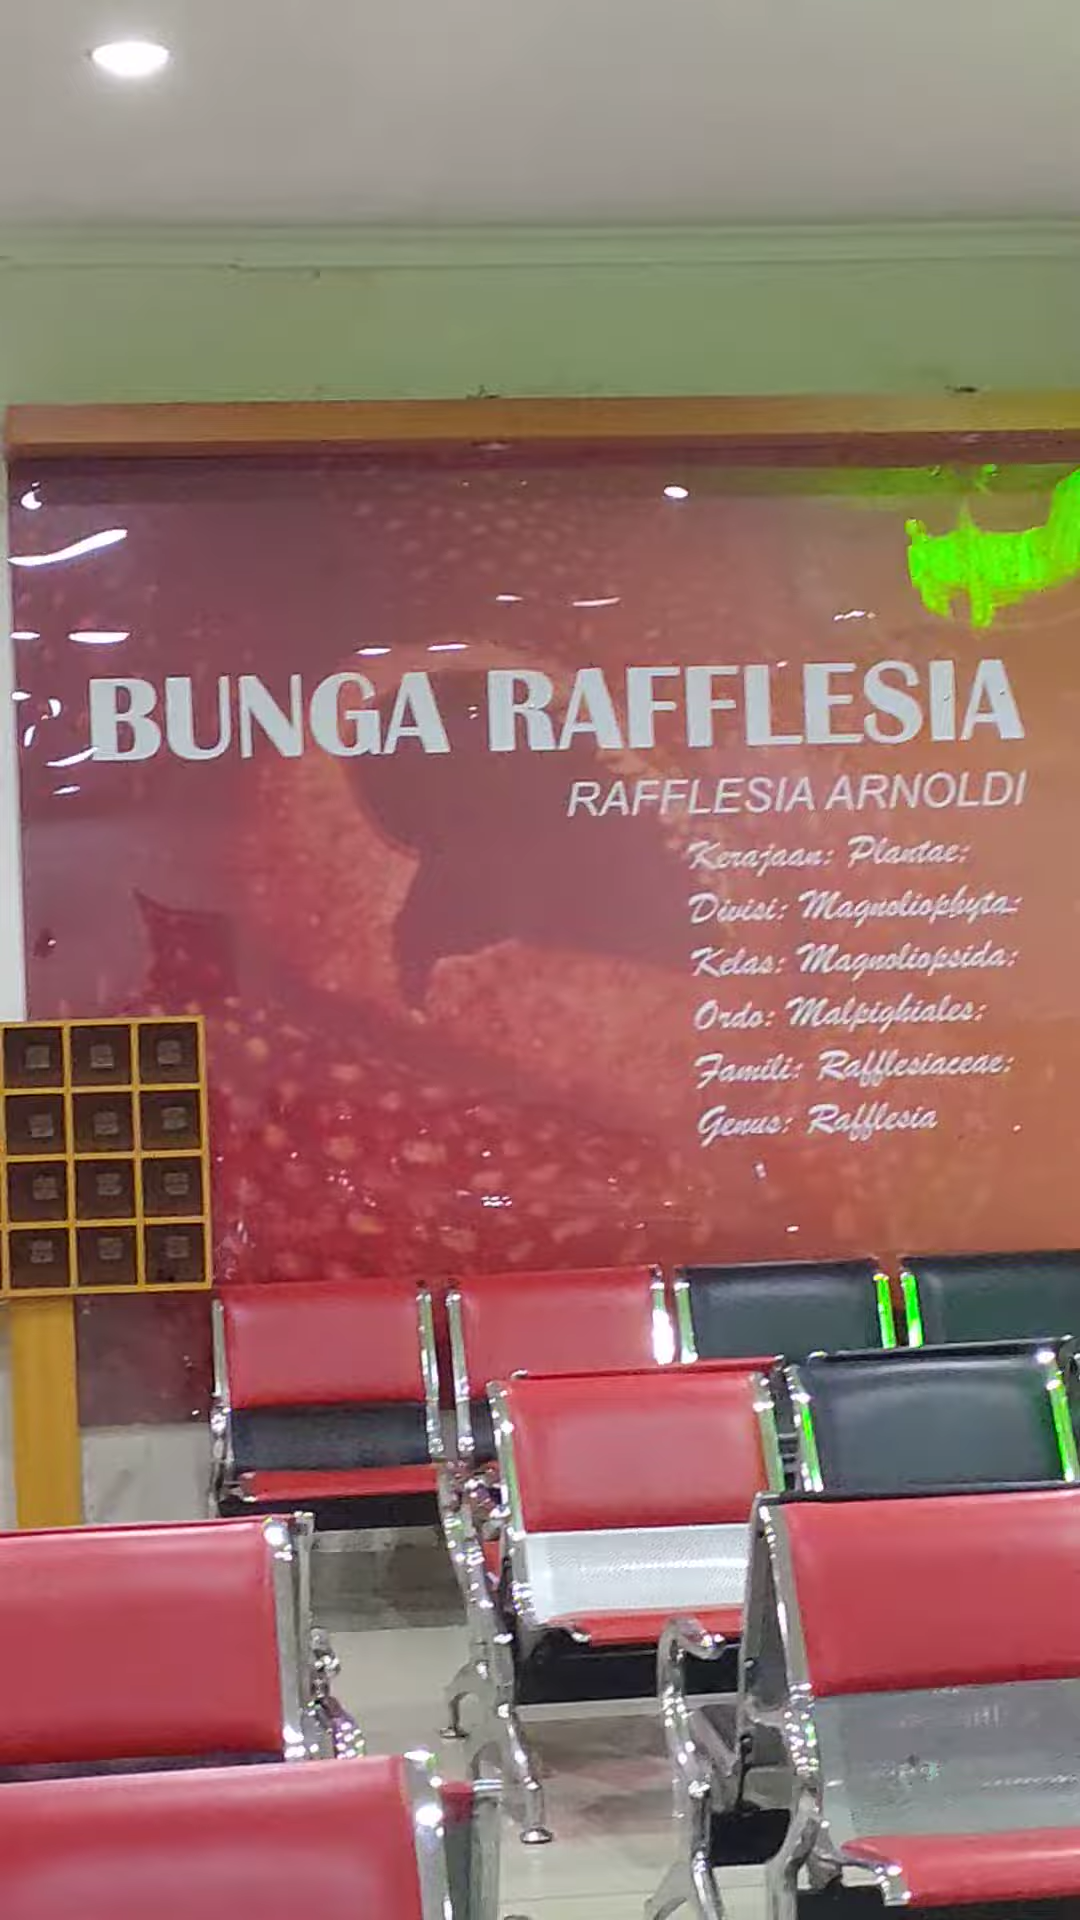 BUNGA RAFFLESIA
RAFFLESIA ARNOLDI
Kerajaan: Plantae;
Divisi: Magnoliophyta;
Kelas: Magnoliopsida;
Ordo: Malpighiales;
Famili: Rafflesiaceae;
Genus: Rafflesia